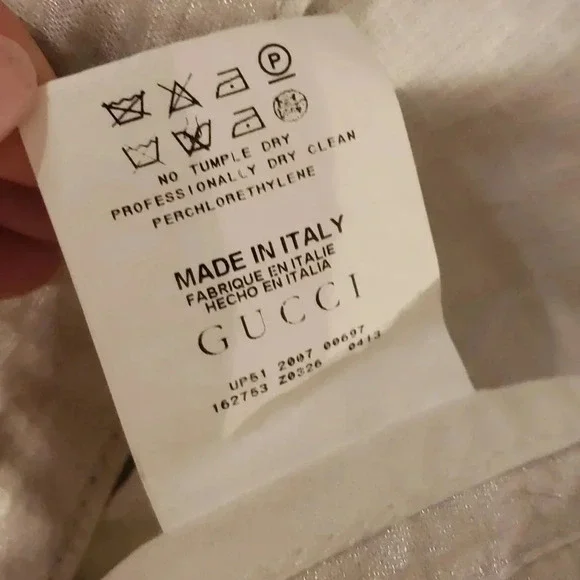 P
NO TUMPLE DRY
PROFESSIONALLY DRY CLEAN
PERCHLORETHYLENE
MADE IN ITALY
FABRIQUE EN ITALIE
HECHO EN ITALIA
GUCCI
UP51 2007 00697
162753 Z0326 0413